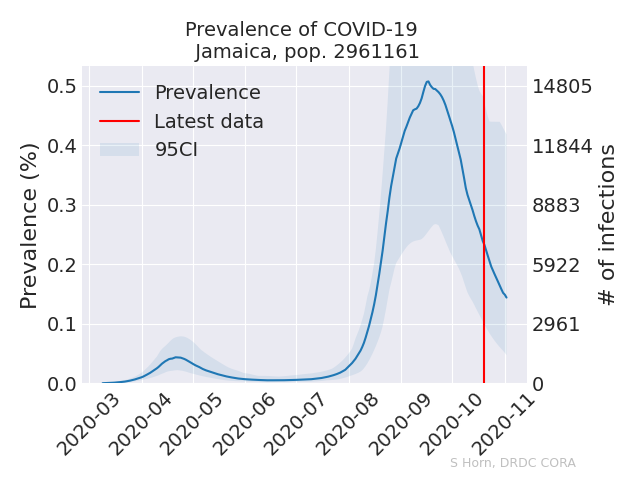 Prevalence of COVID-19
Jamaica, pop. 2961161
Prevalence
Latest data
95CI
Prevalence (%)
0.5
0.4
0.3
0.2
0.1
0.0
14805
11844
8883
5922
2961
0
# of infections
2020-03
2020-04
2020-05
2020-06
2020-07
2020-08
2020-09
2020-10
2020-11
S Horn, DRDC CORA